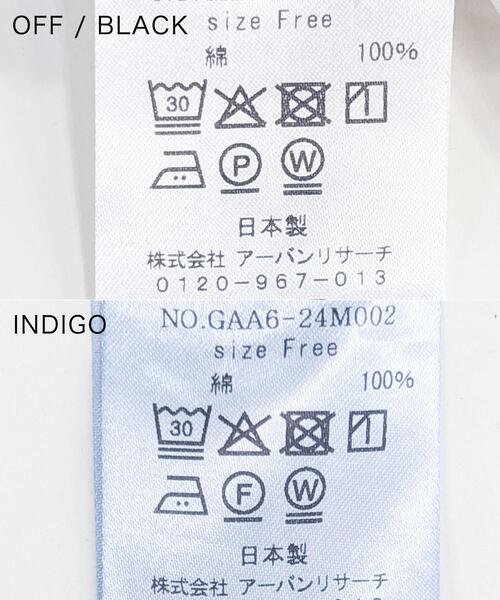 OFF / BLACK
size Free
綿 100%
30
P W
日本製
株式会社 アーバンリサーチ
0120-967-013
INDIGO
NO.GAA6-24M002
size Free
綿 100%
30
F W
日本製
株式会社 アーバンリサーチ